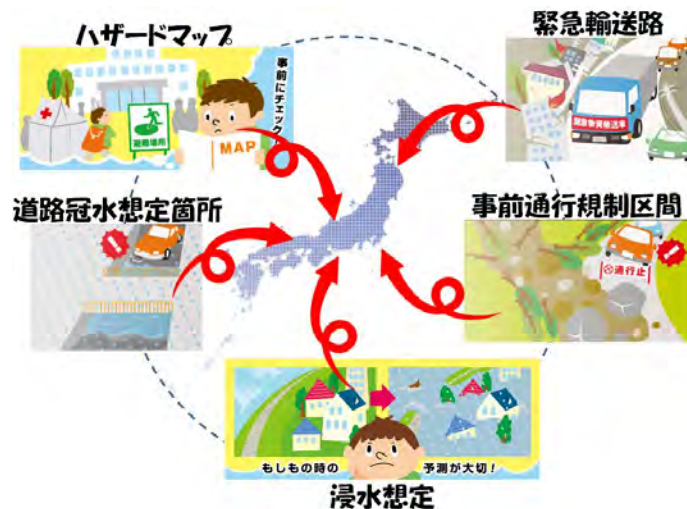 ハザードマップ
事前にチェック!
避難場所
MAP
緊急輸送路
緊急物資輸送車
道路冠水想定箇所
事前通行規制区間
通行止
もしもの時の 予測が大切!
浸水想定